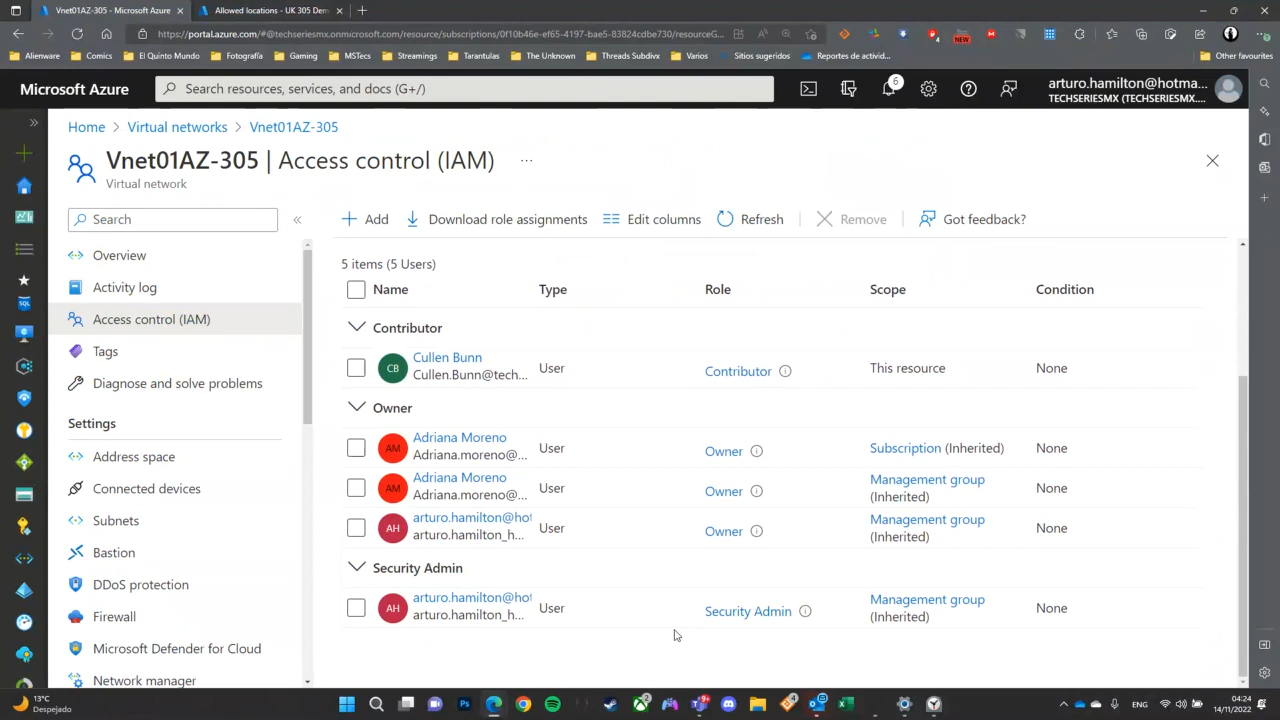 Vnet01AZ-305 - Microsoft Azure
Allowed locations - UK 305 Dem
https://portal.azure.com/#@techseriesmx.onmicrosoft.com/resource/subscriptions/0f10b46e-ef65-4197-bae5-83824cdbe730/resourceG...
Alienware
Comics
El Quinto Mundo
Fotografía
Gaming
MSTecs
Streamings
Tarantulas
The Unknown
Threads Subdivx
Varios
Sitios sugeridos
Reportes de activid...
Other favourites
Microsoft Azure
Search resources, services, and docs (G+/)
6
arturo.hamilton@hotma...
TECHSERIESMX (TECHSERIESMX....
Home > Virtual networks > Vnet01AZ-305
Vnet01AZ-305 | Access control (IAM) ...
Virtual network
Search
Add
Download role assignments
Edit columns
Refresh
Remove
Got feedback?
Overview
Activity log
Access control (IAM)
Tags
Diagnose and solve problems
Settings
Address space
Connected devices
Subnets
Bastion
DDoS protection
Firewall
Microsoft Defender for Cloud
Network manager
5 items (5 Users)
Name Type Role Scope Condition
Contributor
CB Cullen Bunn User Contributor This resource None
Cullen.Bunn@tech...
Owner
AM Adriana Moreno User Owner Subscription (Inherited) None
Adriana.moreno@...
AM Adriana Moreno User Owner Management group (Inherited) None
Adriana.moreno@...
AH arturo.hamilton@hot User Owner Management group (Inherited) None
arturo.hamilton_h...
Security Admin
AH arturo.hamilton@hot User Security Admin Management group (Inherited) None
arturo.hamilton_h...
13°C
Despejado
ENG
04:24
14/11/2022